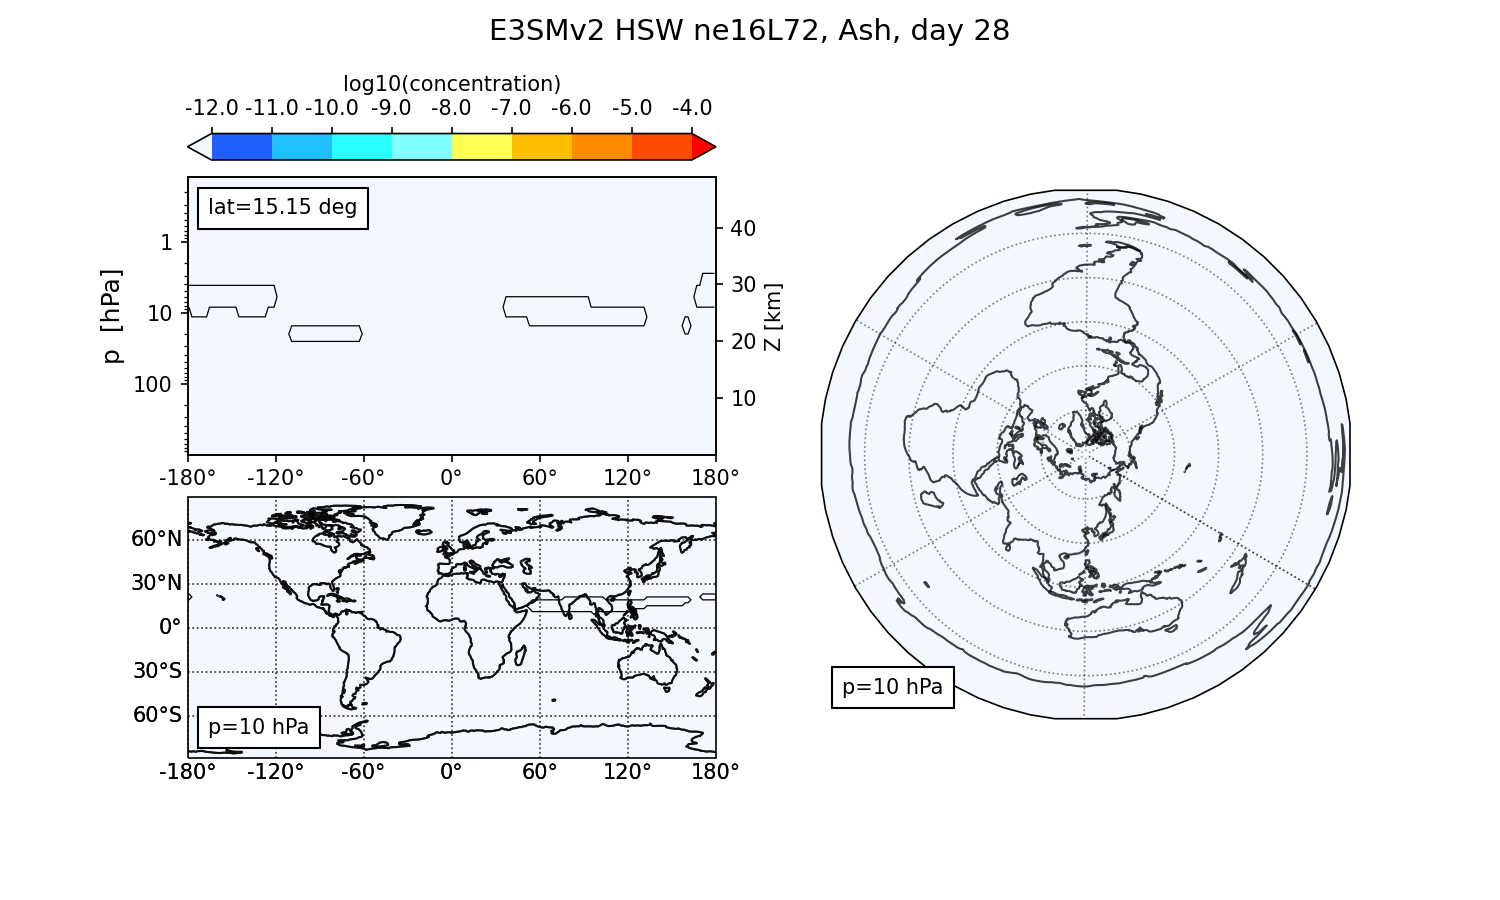 E3SMv2 HSW ne16L72, Ash, day 28
log10(concentration)
-12.0 -11.0 -10.0 -9.0 -8.0 -7.0 -6.0 -5.0 -4.0
lat=15.15 deg
p [hPa]
1
10
100
40
30
20
10
Z [km]
-180° -120° -60° 0° 60° 120° 180°
60°N
30°N
0°
30°S
60°S
p=10 hPa
-180° -120° -60° 0° 60° 120° 180°
p=10 hPa